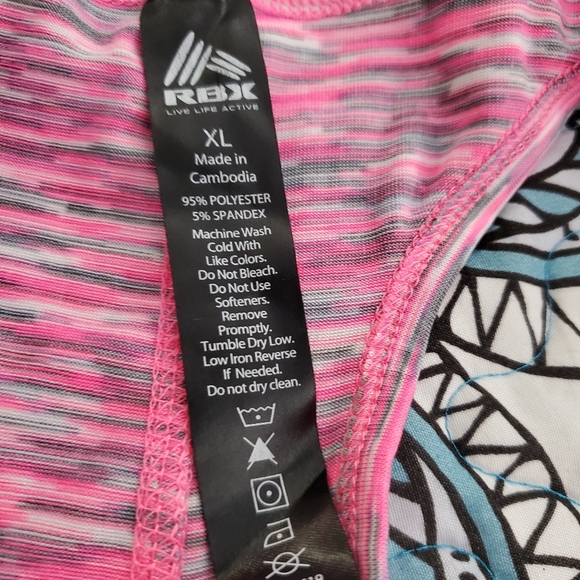 RBX
LIVE LIFE ACTIVE
XL
Made in
Cambodia
95% POLYESTER
5% SPANDEX
Machine Wash
Cold With
Like Colors.
Do Not Bleach.
Do Not Use
Softeners.
Remove
Promptly.
Tumble Dry Low.
Low Iron Reverse
If Needed.
Do not dry clean.